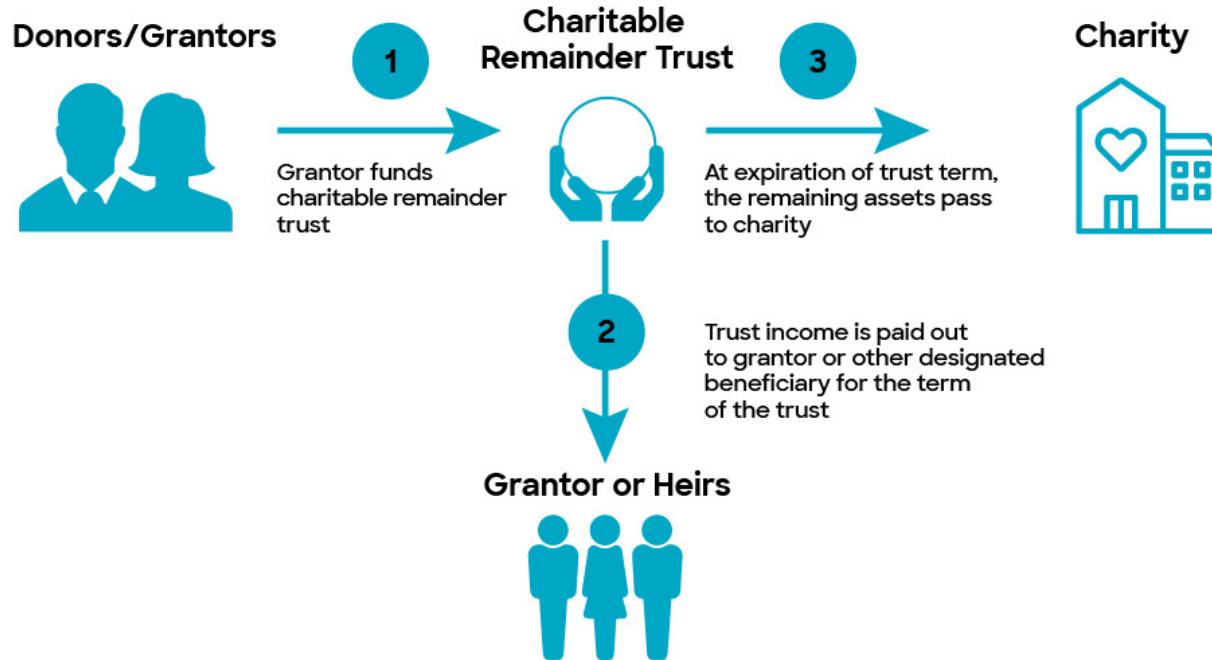 Donors/Grantors
1
Grantor funds
charitable remainder
trust
Charitable
Remainder Trust
3
At expiration of trust term,
the remaining assets pass
to charity
Charity
2
Trust income is paid out
to grantor or other designated
beneficiary for the term
of the trust
Grantor or Heirs